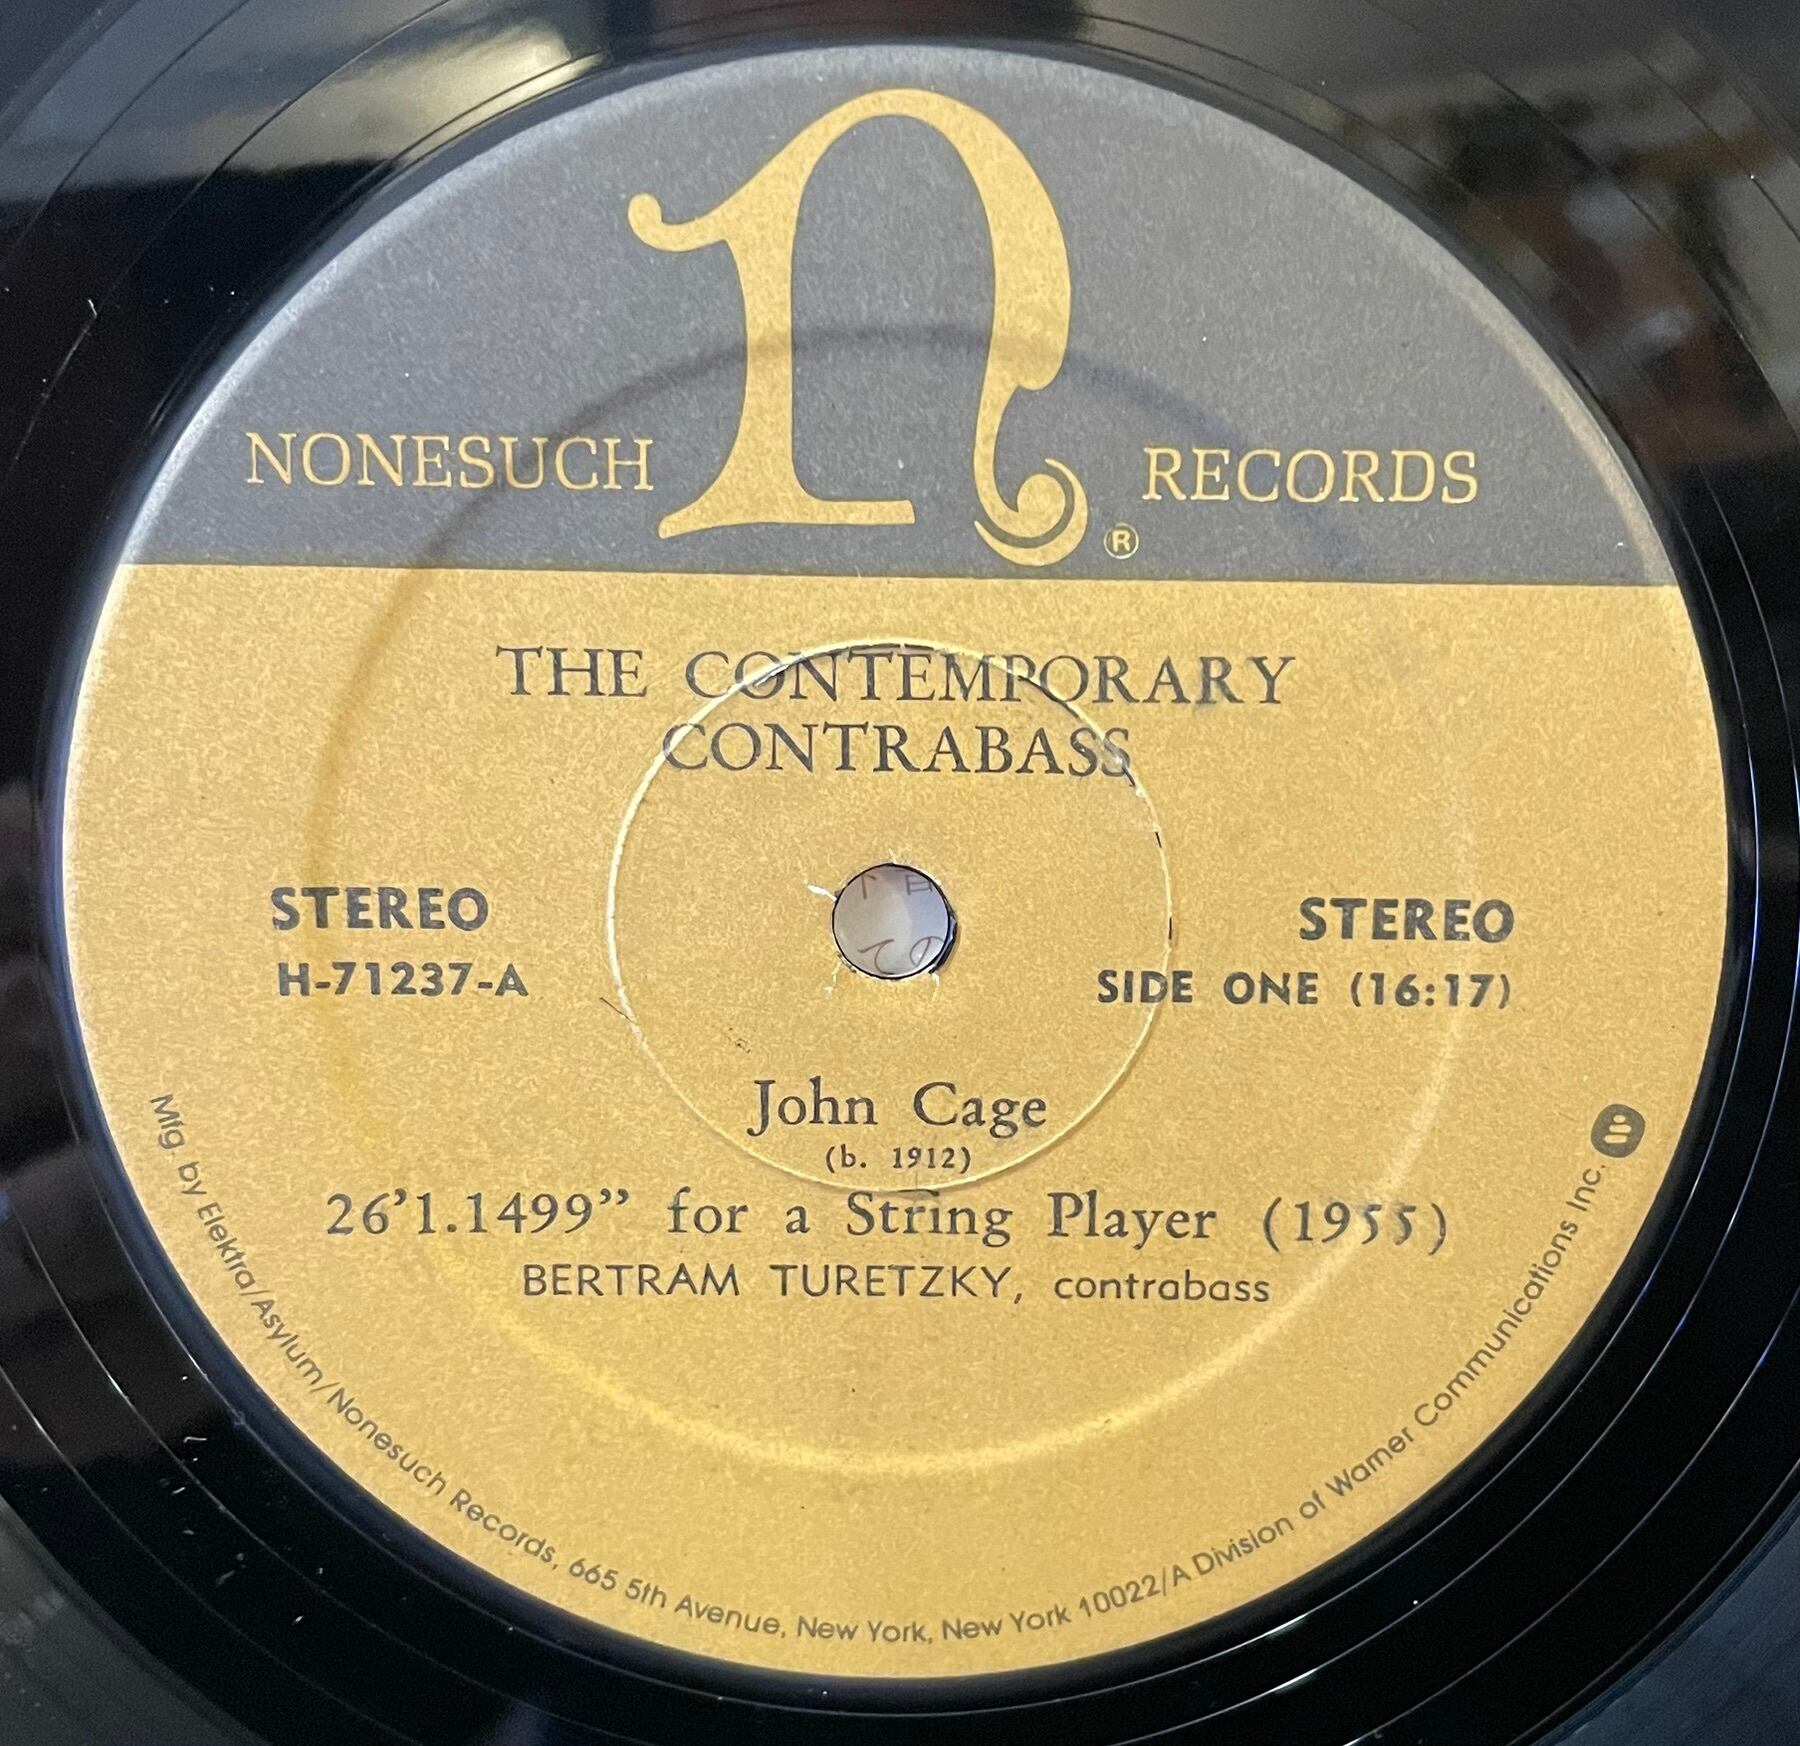 n
NONESUCH RECORDS
®
THE CONTEMPORARY
CONTRABASS
STEREO
H-71237-A
STEREO
SIDE ONE (16:17)
John Cage
(b. 1912)
26’1.1499” for a String Player (1955)
BERTRAM TURETZKY, contrabass
Mfg. by Elektra/Asylum/Nonesuch Records, 665 5th Avenue, New York, New York 10022/A Division of Warner Communications Inc.